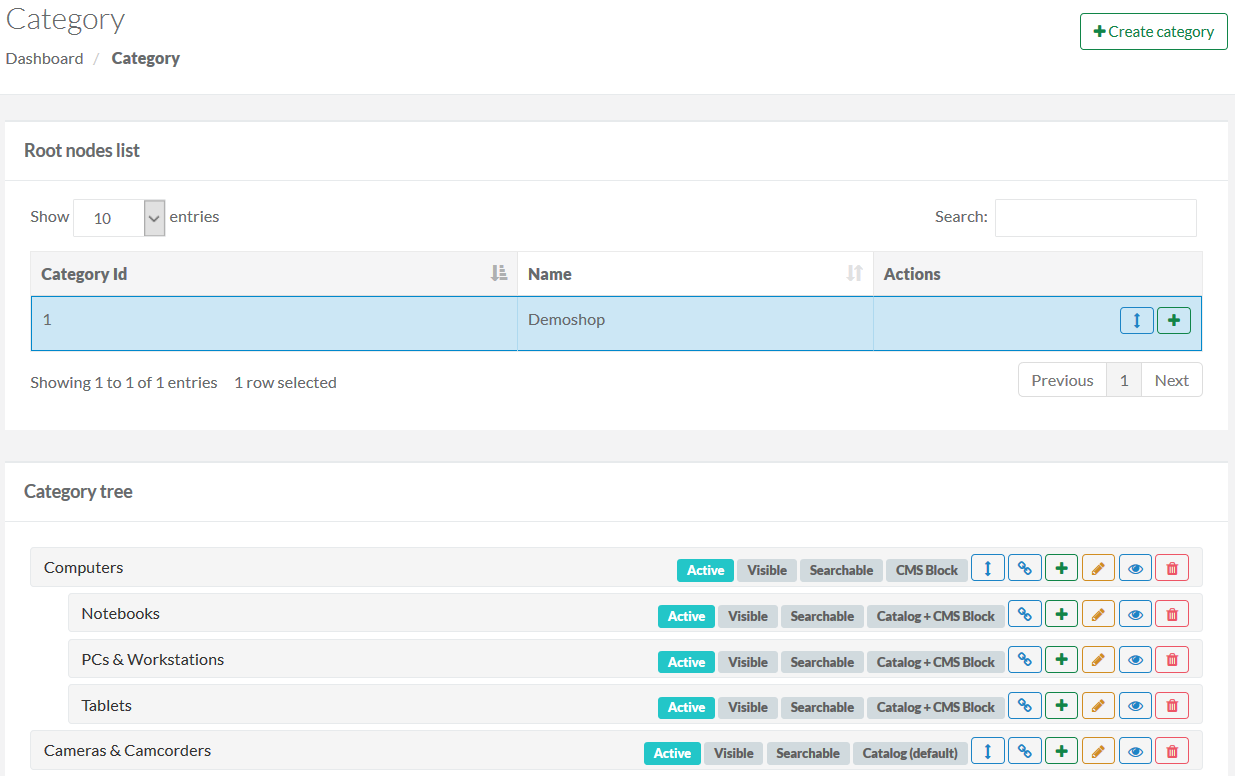 Category
Create category
Dashboard / Category
Root nodes list
Show 10 entries Search:
Category Id Name Actions
1 Demoshop
Showing 1 to 1 of 1 entries 1 row selected Previous 1 Next
Category tree
Computers Active Visible Searchable CMS Block
Notebooks Active Visible Searchable Catalog + CMS Block
PCs & Workstations Active Visible Searchable Catalog + CMS Block
Tablets Active Visible Searchable Catalog + CMS Block
Cameras & Camcorders Active Visible Searchable Catalog (default)